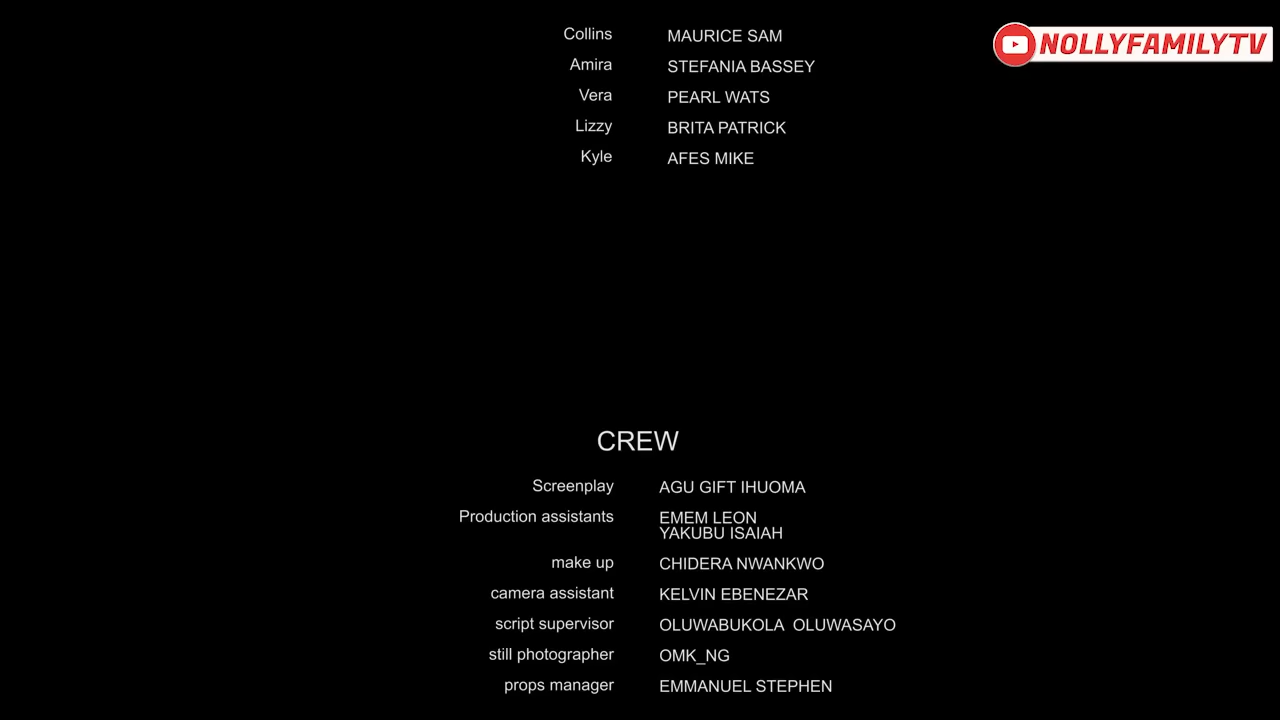 Collins MAURICE SAM
NOLLYFAMILYTV
Amira STEFANIA BASSEY
Vera PEARL WATS
Lizzy BRITA PATRICK
Kyle AFES MIKE
CREW
Screenplay AGU GIFT IHUOMA
Production assistants EMEM LEON
YAKUBU ISAIAH
make up CHIDERA NWANKWO
camera assistant KELVIN EBENEZAR
script supervisor OLUWABUKOLA OLUWASAYO
still photographer OMK_NG
props manager EMMANUEL STEPHEN